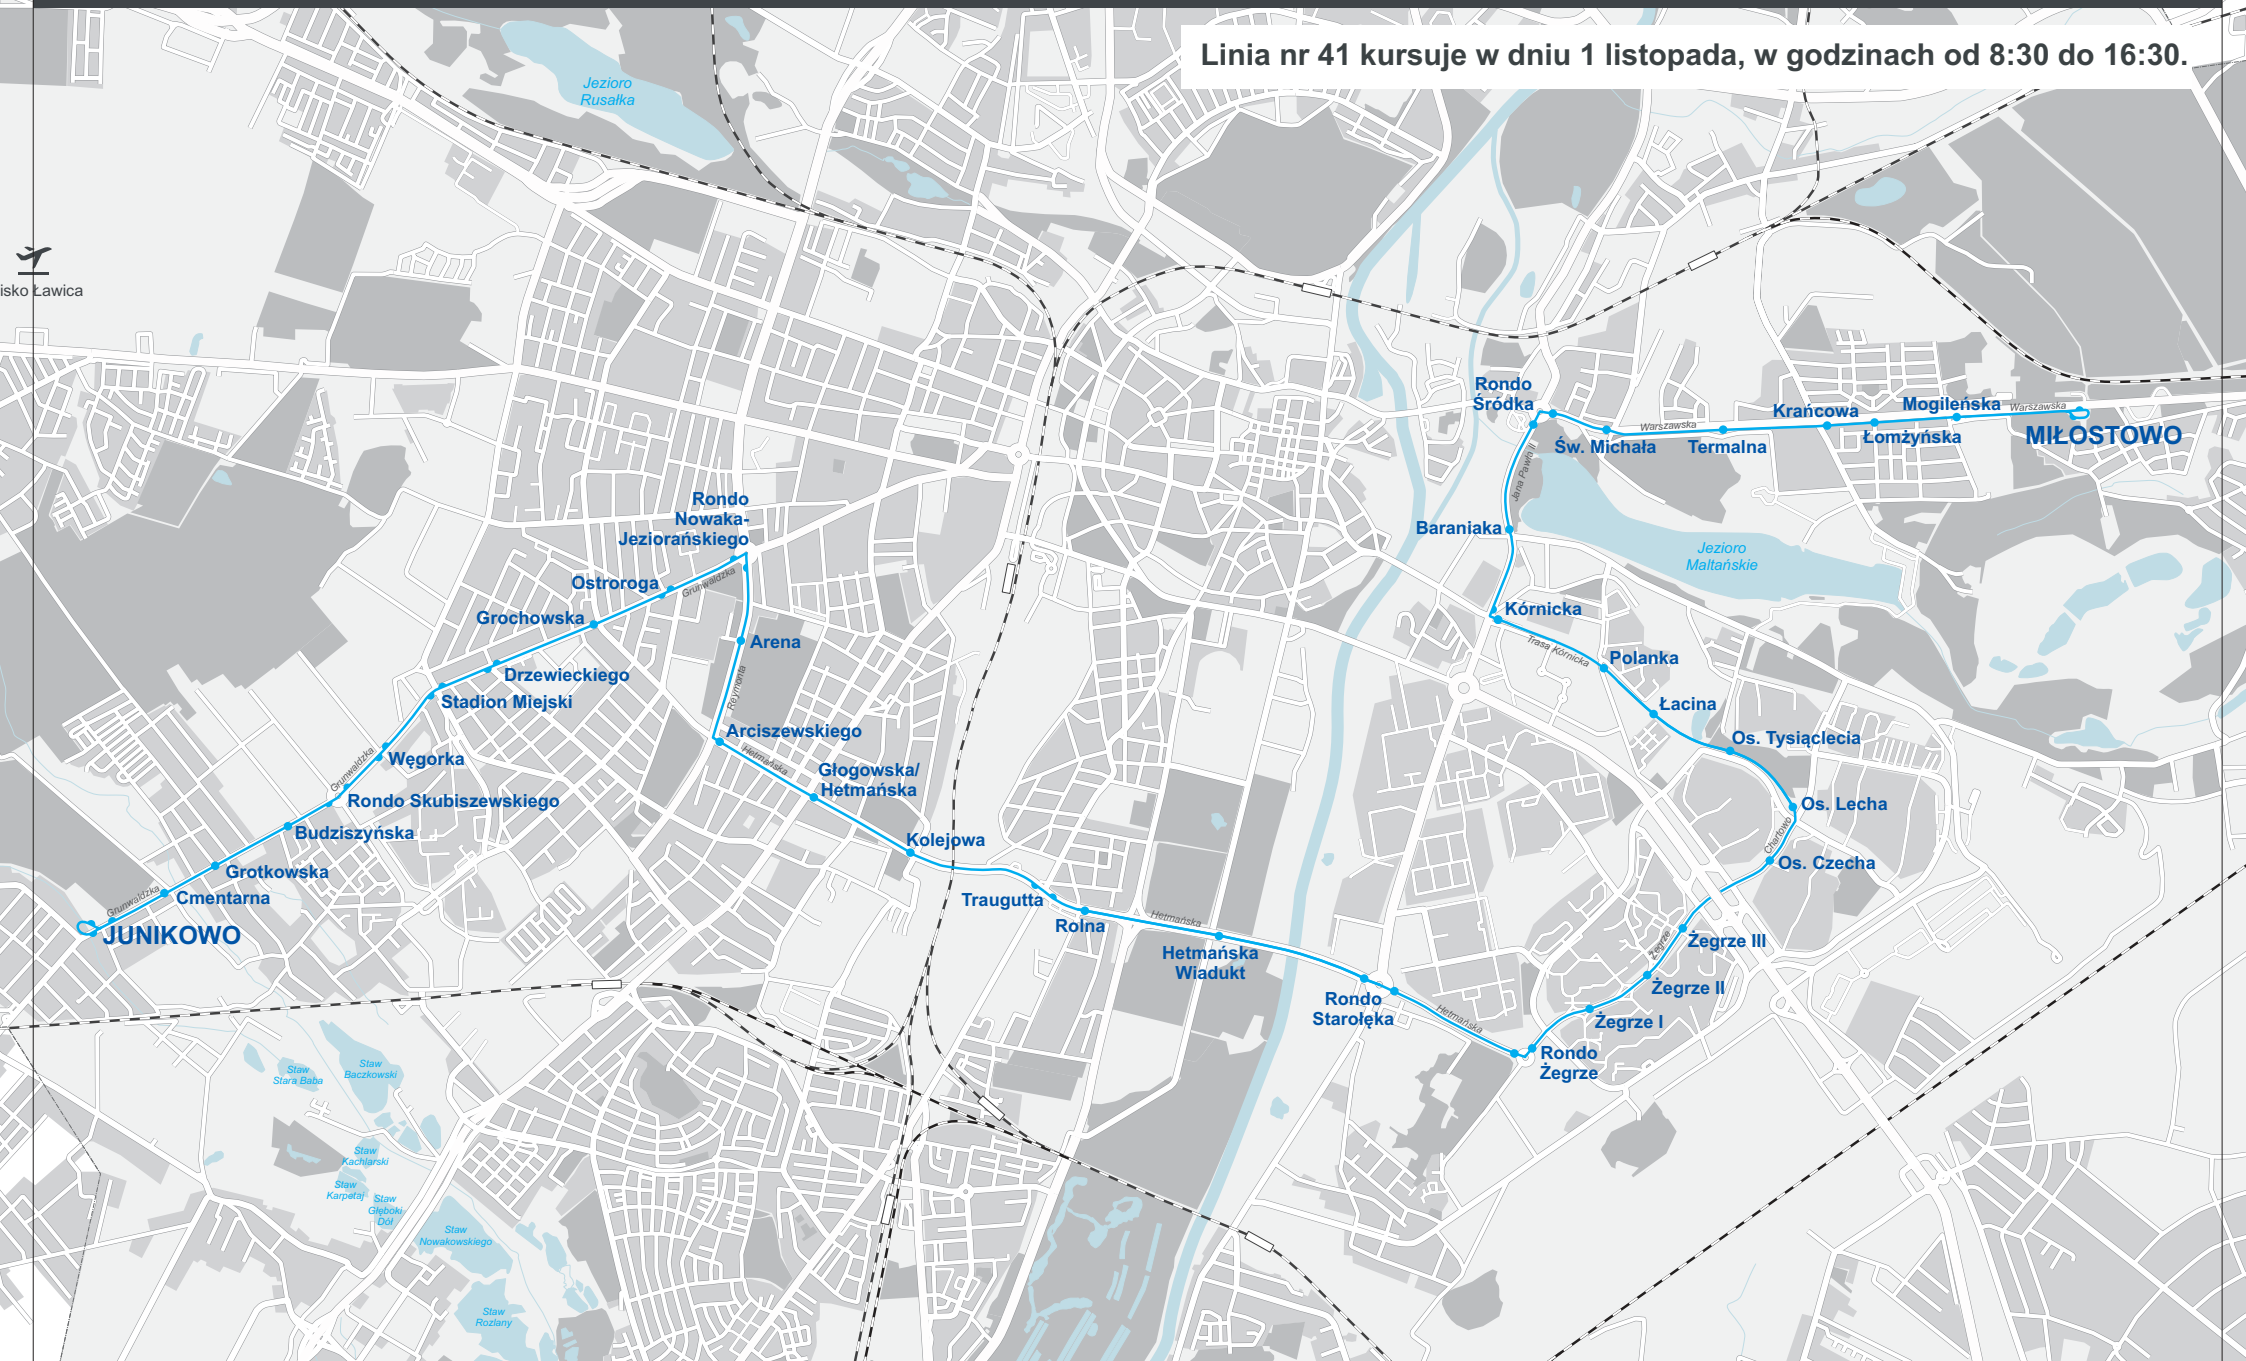 Linia nr 41 kursuje w dniu 1 listopada, w godzinach od 8:30 do 16:30.
Jezioro
Rusałka
isko Ławica
Rondo
Śródka
Św. Michała
Warszawska
Termalna
Krańcowa
Łomżyńska
Mogileńska
Warszawska
MIŁOSTOWO
Jana Pawła II
Baraniaka
Jezioro
Maltańskie
Kórnicka
Trasa Kórnicka
Polanka
Łacina
Os. Tysiąclecia
Os. Lecha
Chartowo
Os. Czecha
Żegrze III
Żegrze
Żegrze II
Żegrze I
Rondo
Żegrze
Hetmańska
Rondo
Starołęka
Hetmańska
Wiadukt
Hetmańska
Rolna
Traugutta
Kolejowa
Głogowska/
Hetmańska
Hetmańska
Arciszewskiego
Reymonta
Arena
Rondo
Nowaka-
Jeziorańskiego
Grunwaldzka
Ostroroga
Grochowska
Drzewieckiego
Stadion Miejski
Węgorka
Grunwaldzka
Rondo Skubiszewskiego
Budziszyńska
Grotkowska
Cmentarna
Grunwaldzka
JUNIKOWO
Staw
Stara Baba
Staw
Baczkowski
Staw
Kachlarski
Staw
Karpetaj
Staw
Głęboki
Dół
Staw
Nowakowskiego
Staw
Rozlany